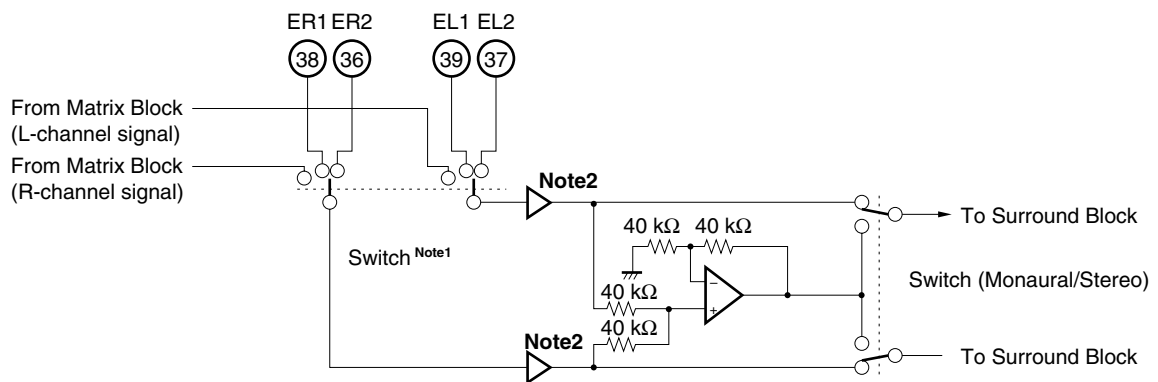 ER1 ER2 EL1 EL2
38 36 39 37
From Matrix Block
(L-channel signal)
From Matrix Block
(R-channel signal)
Note2
To Surround Block
40 kΩ 40 kΩ
Switch Note1
Switch (Monaural/Stereo)
− 
40 kΩ
+
40 kΩ
Note2
To Surround Block